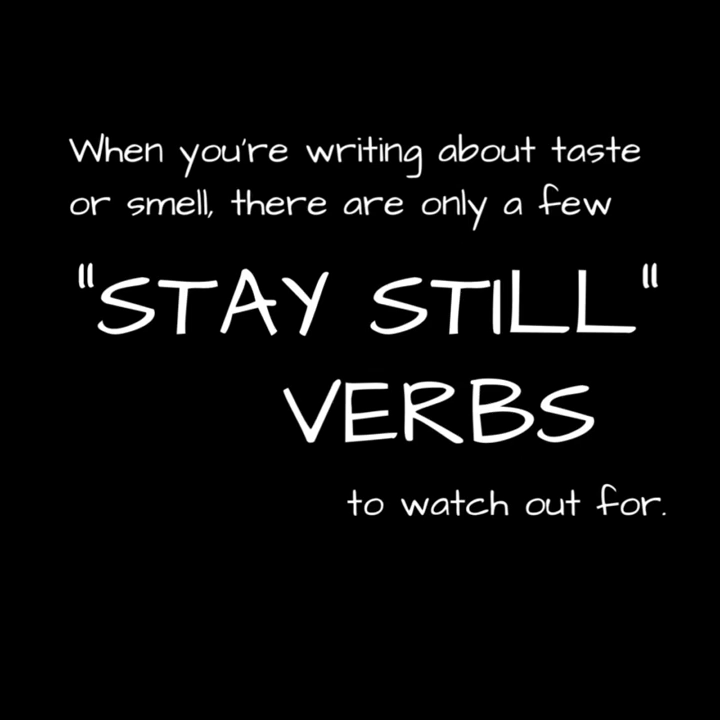 When you're writing about taste
or smell, there are only a few
"STAY STILL"
VERBS
to watch out for.